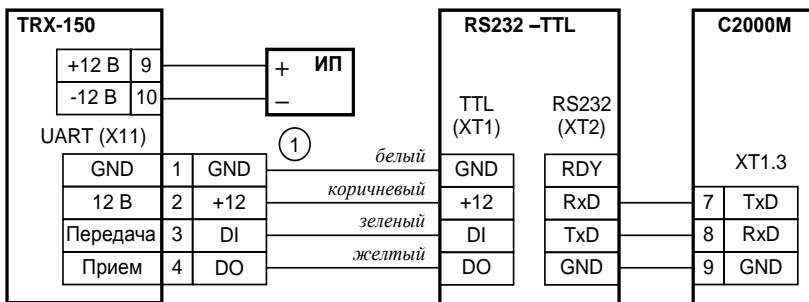 TRX-150 RS232 –TTL C2000M
+12 В 9 + ИП
-12 В 10 –
TTL RS232
UART (X11) (XT1) (XT2)
1 белый XT1.3
GND 1 GND GND RDY
коричневый
12 В 2 +12 +12 RxD 7 TxD
зеленый
Передача 3 DI DI TxD 8 RxD
желтый
Прием 4 DO DO GND 9 GND